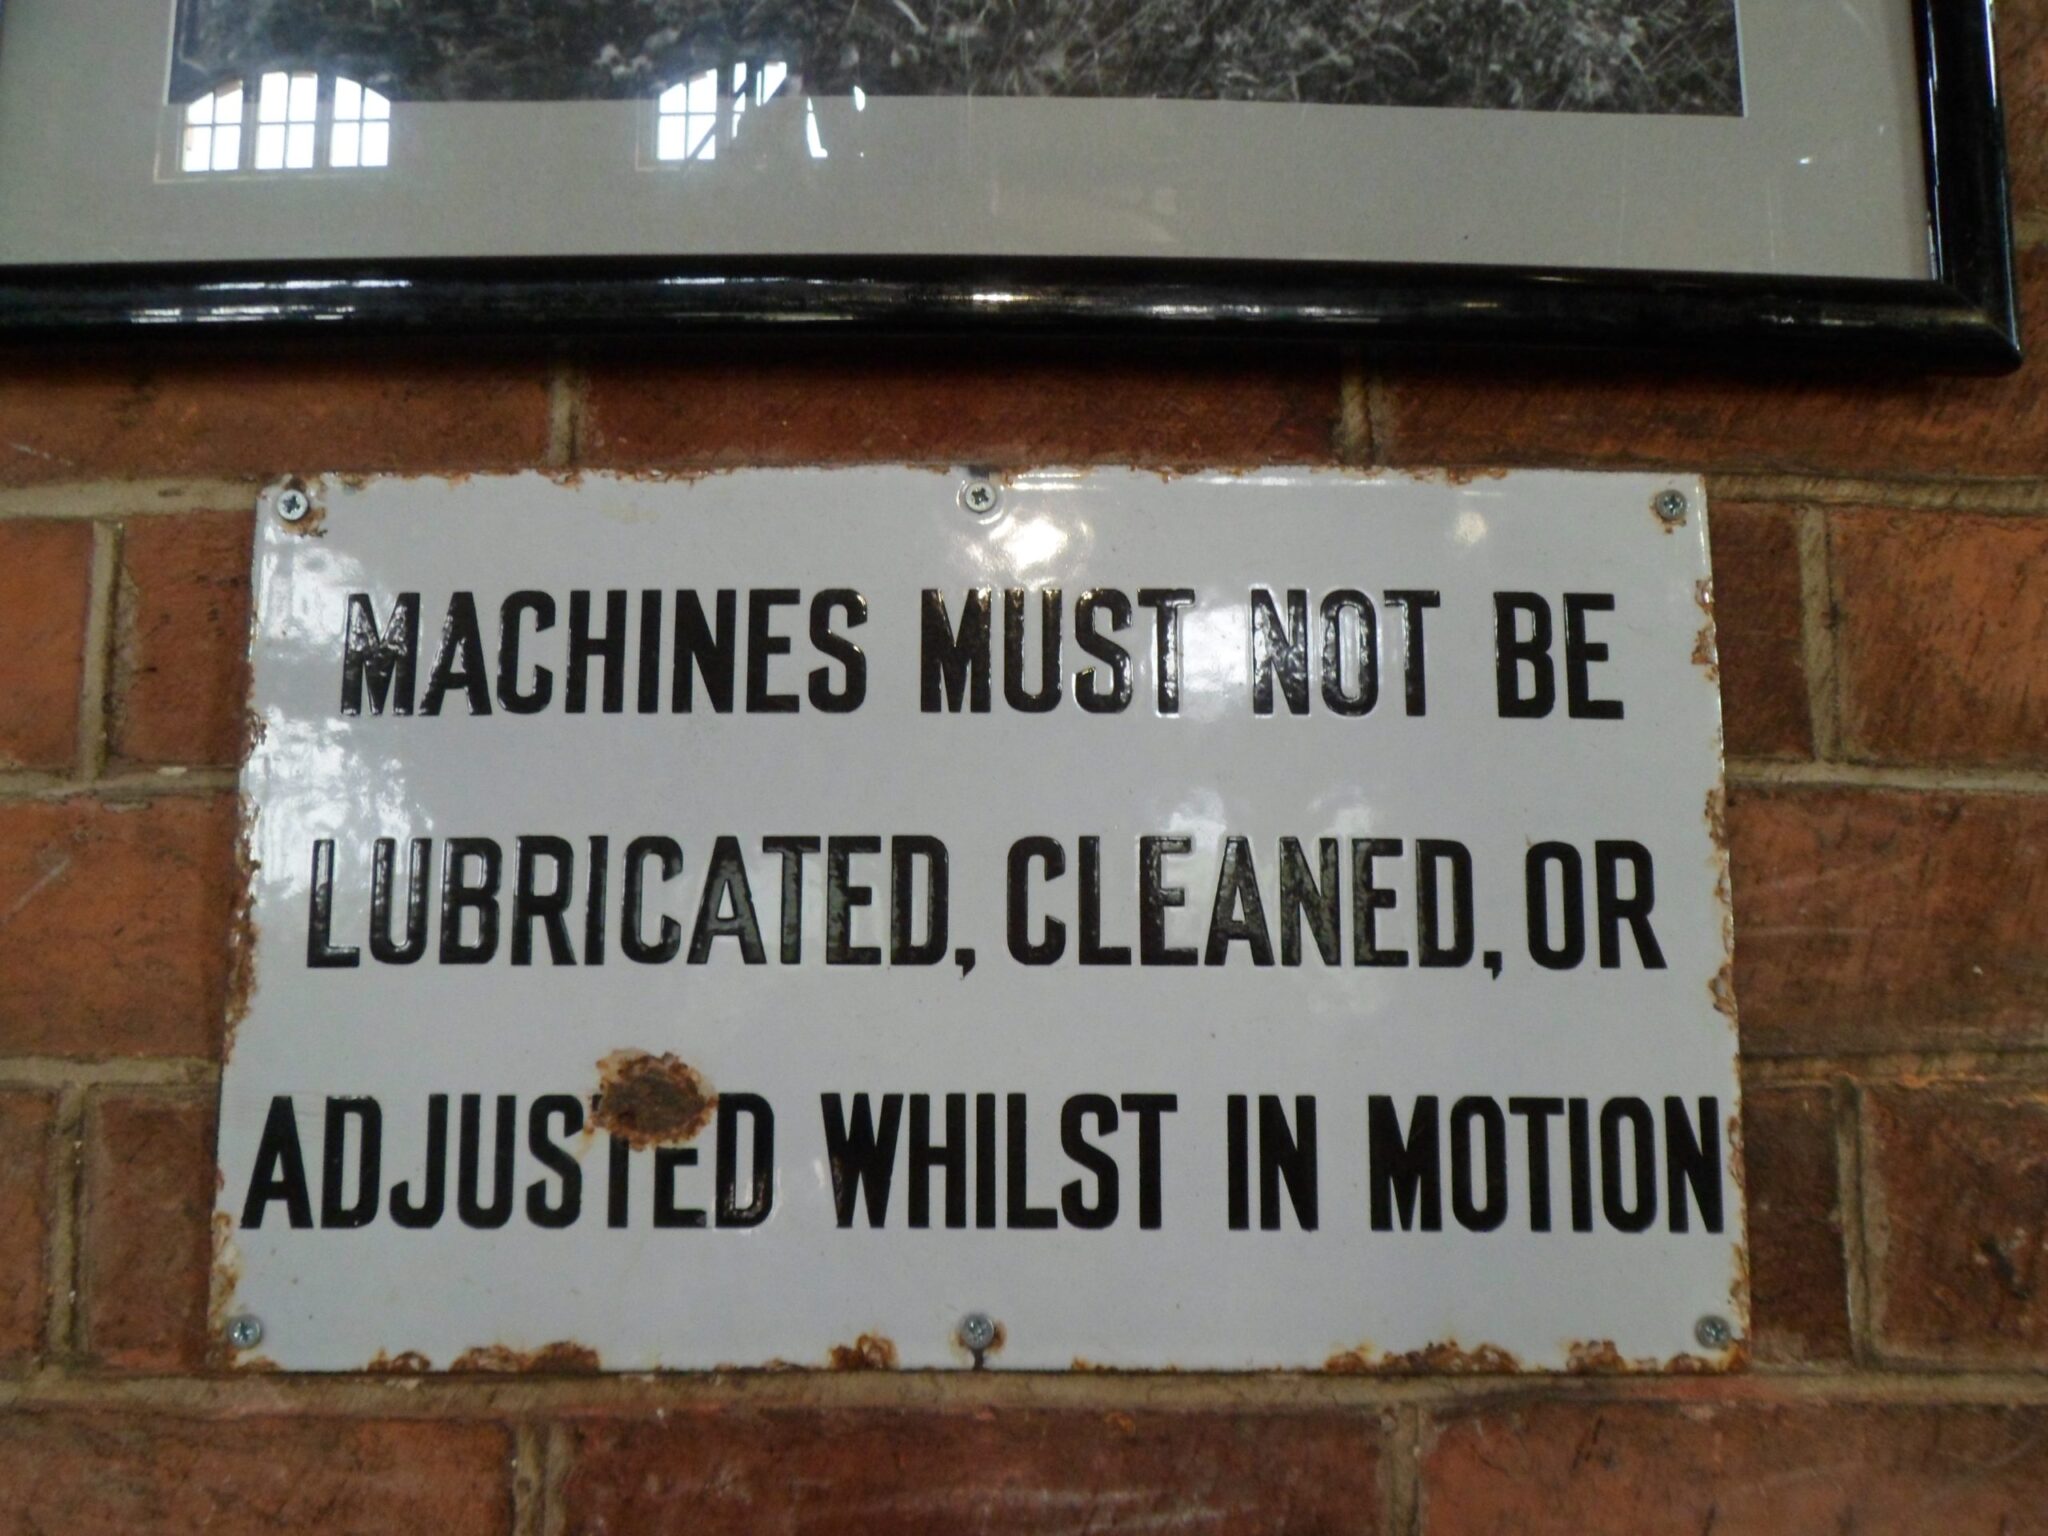 MACHINES MUST NOT BE
LUBRICATED, CLEANED, OR
ADJUSTED WHILST IN MOTION